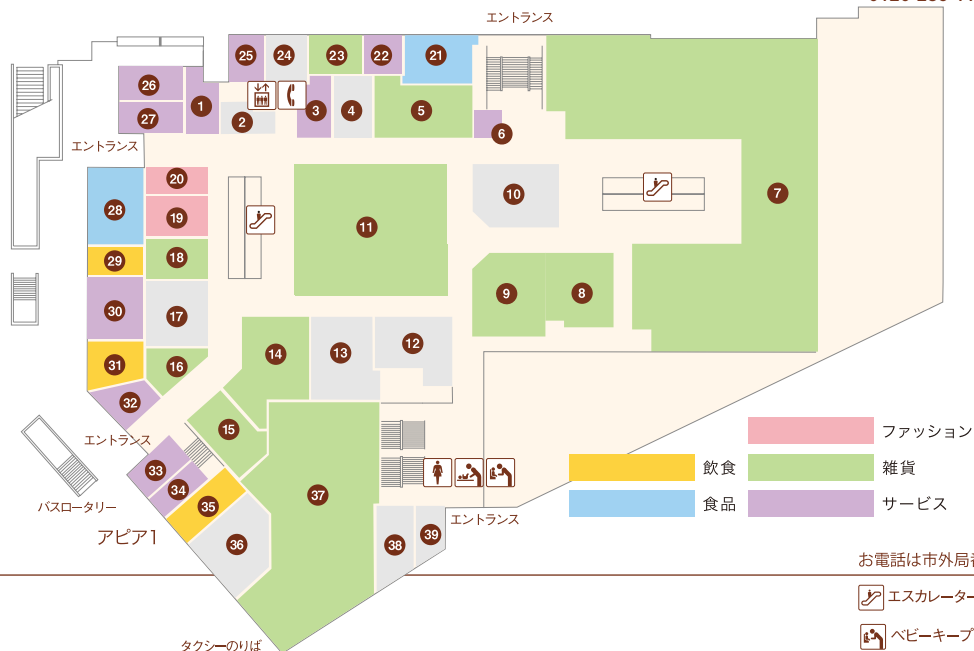 エントランス
25
24
23
22
21
26
27
1
2
3
4
5
6
エントランス
28
20
19
29
18
30
17
31
16
32
11
10
7
9
8
14
13
12
15
エントランス
33
34
35
36
37
38
39
バスロータリー
アピア1
エントランス
タクシーのりば
ファッション
飲食
雑貨
食品
サービス
お電話は市外局
エスカレーター
ベビーキープ